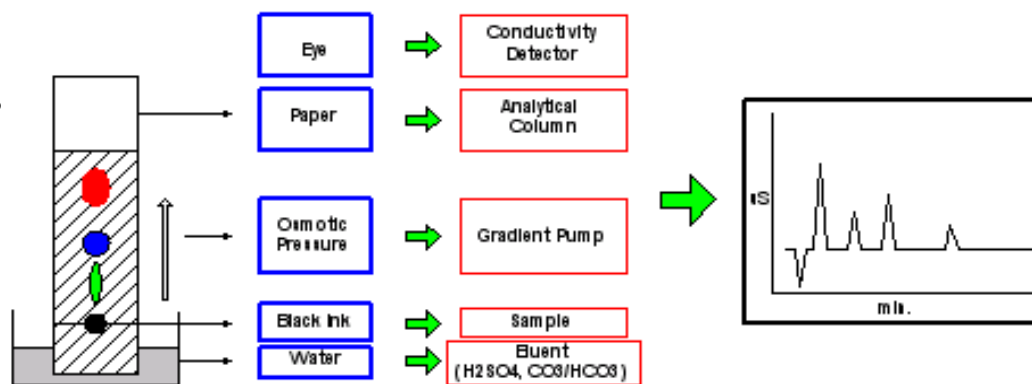 Eye
Conductivity
Detector
Paper
Analytical
Column
Osmotic
Pressure
Gradient Pump
Black Ink
Sample
Water
Eluent
(H2SO4, CO3/HCO3)
uS
min.